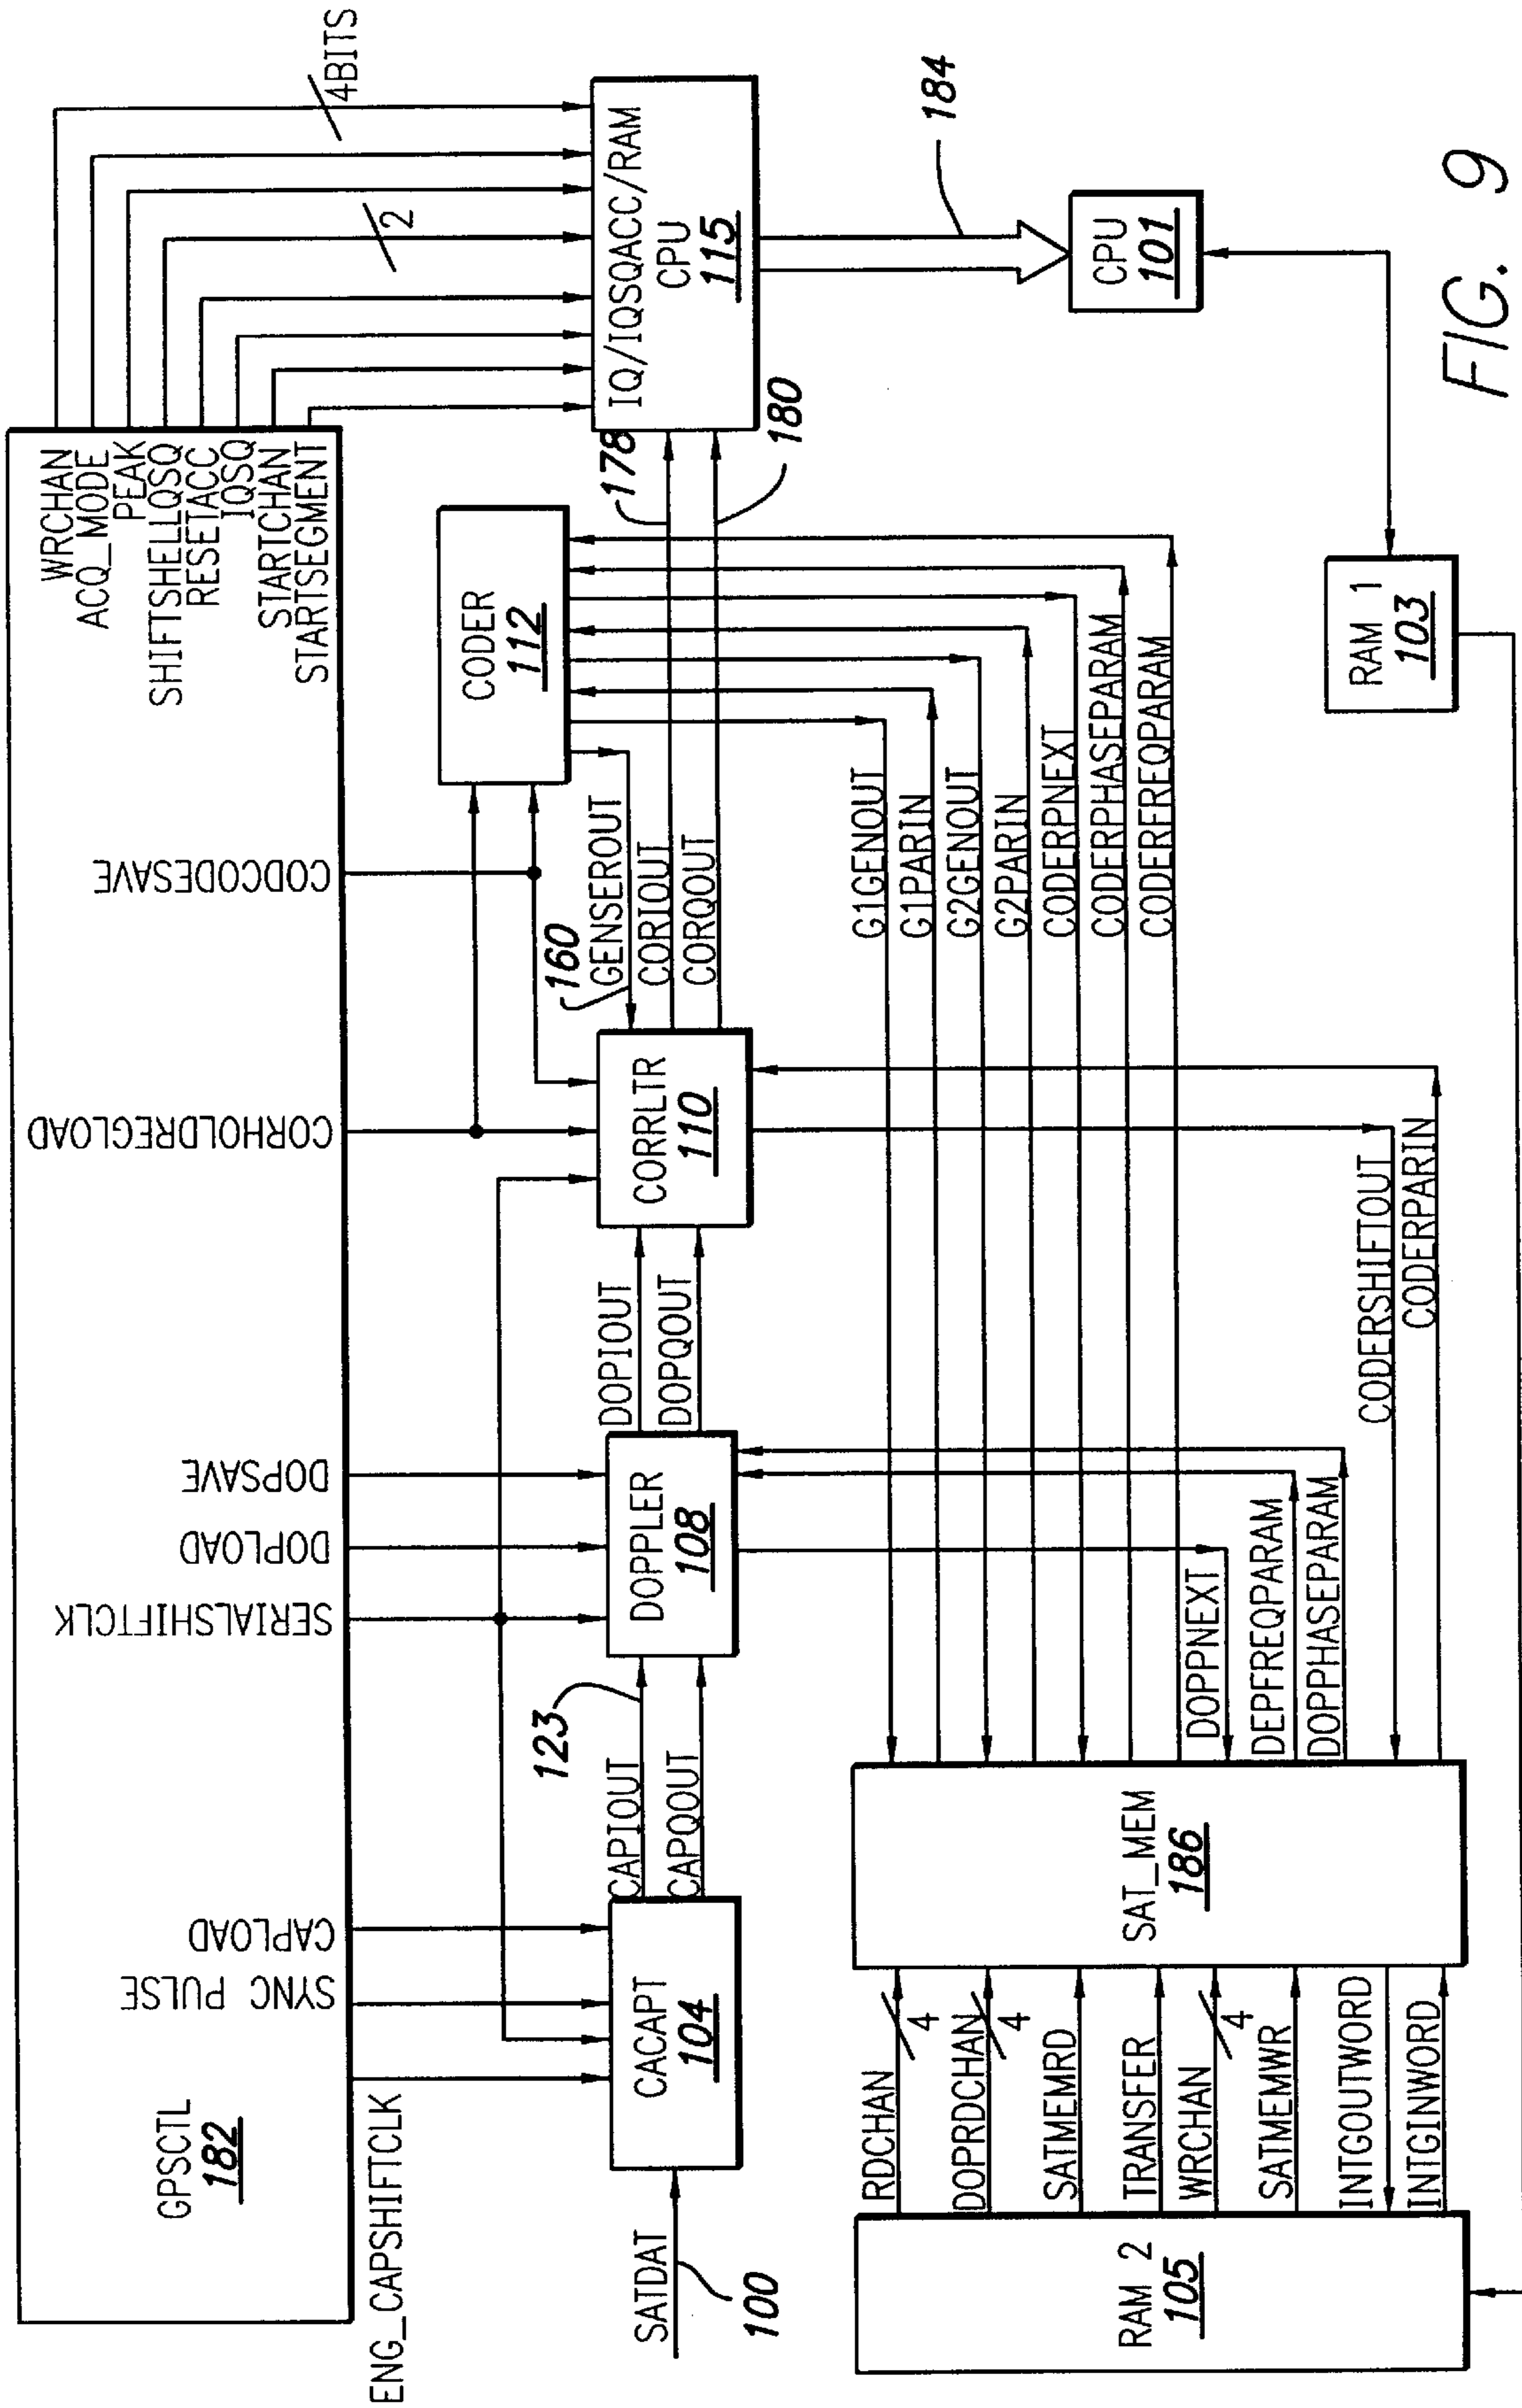 GPSCTL
182
ENG_CAPSHIFTCLK
SYNC PULSE
CAPLOAD
SERIALSHIFTCLK
DOPLOAD
DOPSAVE
CORHOLDREGLOAD
CODCODESAVE
WRCHAN
ACQ_MODE
PEAK
SHIFTSHELLQSQ
RESETACC
IQSQ
STARTCHAN
STARTSEGMENT
4BITS
2
SATDAT
100
CACAPT
104
CAPIOUT
CAPQOUT
123
DOPPLER
108
DOPIOUT
DOPQOUT
CORRLTR
110
160
GENSEROUT
CORIOUT
CORQOUT
CODER
112
178
180
IQ/IQSQACC/RAM
CPU
115
184
CPU
101
RAM 1
103
G1GENOUT
G1PARIN
G2GENOUT
G2PARIN
CODERPNEXT
CODERPHASEPARAM
CODERFREQPARAM
DOPPNEXT
DEPFREQPARAM
DOPPHASEPARAM
CODERSHIFTOUT
CODERPARIN
SAT_MEM
186
RDCHAN
4
DOPRDCHAN
4
SATMEMRD
TRANSFER
WRCHAN
4
SATMEMWR
INTGOUTWORD
INTGINWORD
RAM 2
105
FIG. 9